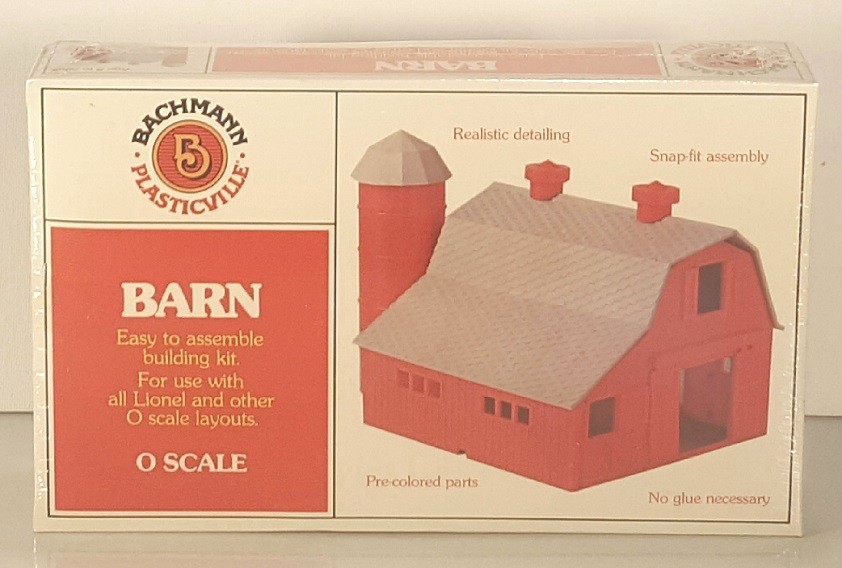 BARN
BACHMANN
B
PLASTICVILLE
BARN
Easy to assemble
building kit.
For use with
all Lionel and other
O scale layouts.
O SCALE
Realistic detailing
Snap-fit assembly
Pre-colored parts
No glue necessary